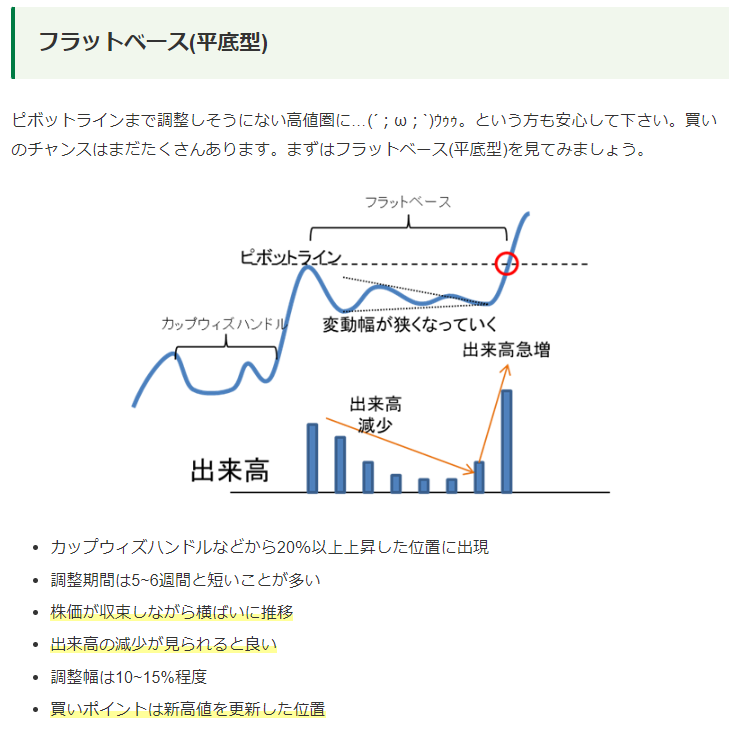 フラットベース(平底型)
ピボットラインまで調整しそうにない高値圏に…(´；ω；`)ｳｩｩ。という方も安心して下さい。買い
のチャンスはまだたくさんあります。まずはフラットベース(平底型)を見てみましょう。
フラットベース
ピボットライン
カップウィズハンドル
変動幅が狭くなっていく
出来高急増
出来高
減少
出来高
カップウィズハンドルなどから20%以上上昇した位置に出現
調整期間は5~6週間と短いことが多い
株価が収束しながら横ばいに推移
出来高の減少が見られると良い
調整幅は10~15%程度
買いポイントは新高値を更新した位置